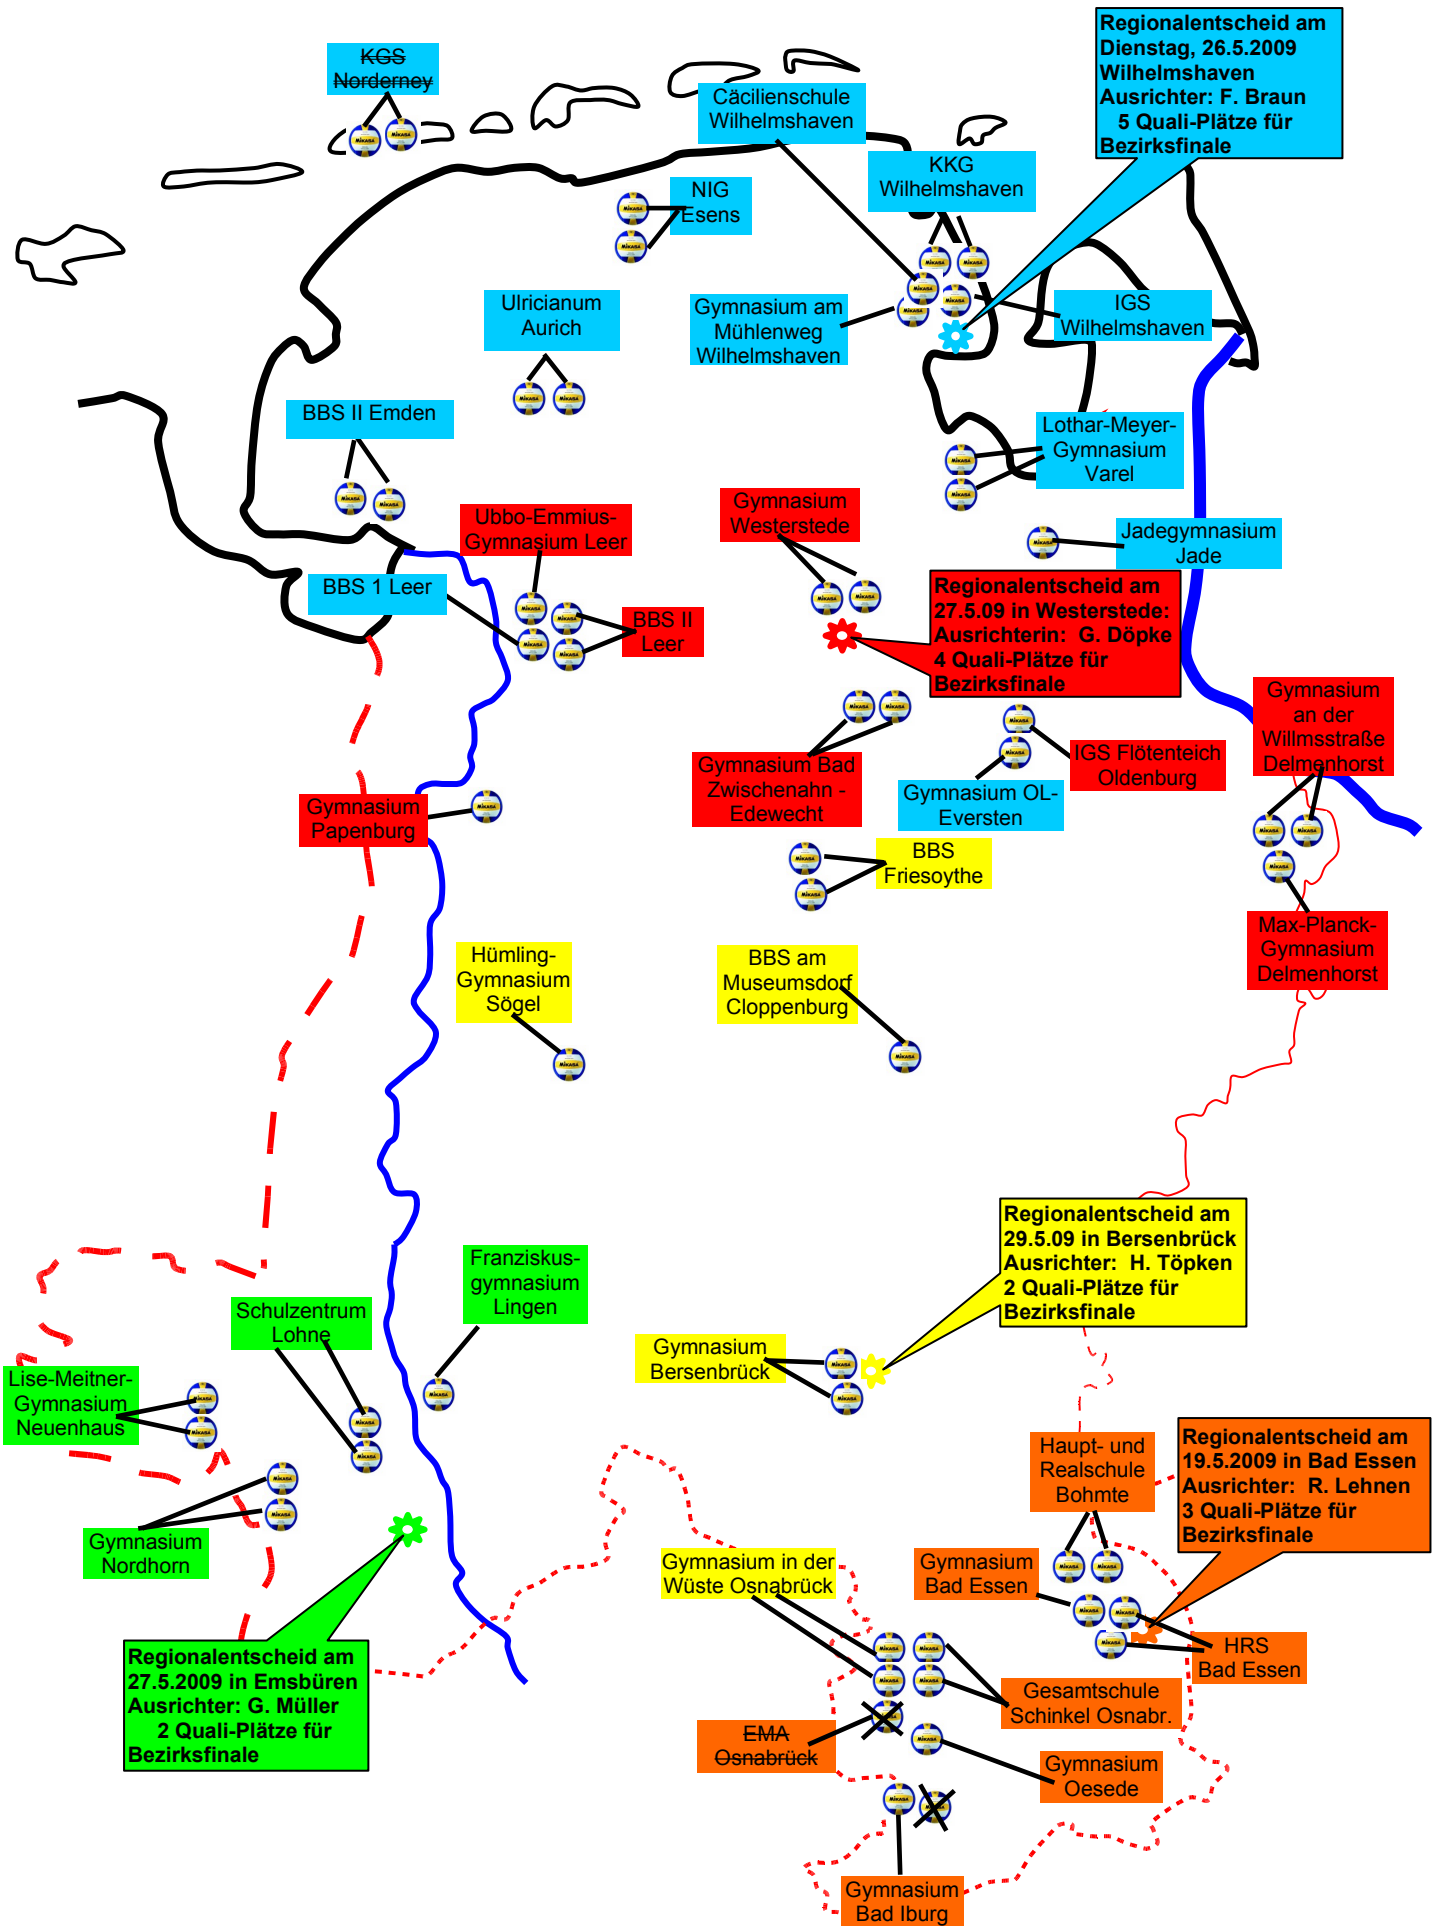 KGS
Norderney
Cäcilienschule
Wilhelmshaven
Regionalentscheid am
Dienstag, 26.5.2009
Wilhelmshaven
Ausrichter: F. Braun
5 Quali-Plätze für
Bezirksfinale
KKG
Wilhelmshaven
NIG
Esens
Ulricianum
Aurich
Gymnasium am
Mühlenweg
Wilhelmshaven
IGS
Wilhelmshaven
BBS II Emden
Lothar-Meyer-
Gymnasium
Varel
Ubbo-Emmius-
Gymnasium Leer
Gymnasium
Westerstede
Jadegymnasium
Jade
BBS 1 Leer
BBS II
Leer
Regionalentscheid am
27.5.09 in Westerstede:
Ausrichterin: G. Döpke
4 Quali-Plätze für
Bezirksfinale
Gymnasium
an der
Willmsstraße
Delmenhorst
Gymnasium Bad
Zwischenahn -
Edewecht
IGS Flötenteich
Oldenburg
Gymnasium OL-
Eversten
Gymnasium
Papenburg
BBS
Friesoythe
Max-Planck-
Gymnasium
Delmenhorst
Hümling-
Gymnasium
Sögel
BBS am
Museumsdorf
Cloppenburg
Regionalentscheid am
29.5.09 in Bersenbrück
Ausrichter: H. Töpken
2 Quali-Plätze für
Bezirksfinale
Franziskus-
gymnasium
Lingen
Schulzentrum
Lohne
Gymnasium
Bersenbrück
Lise-Meitner-
Gymnasium
Neuenhaus
Haupt- und
Realschule
Bohmte
Regionalentscheid am
19.5.2009 in Bad Essen
Ausrichter: R. Lehnen
3 Quali-Plätze für
Bezirksfinale
Gymnasium
Nordhorn
Gymnasium in der
Wüste Osnabrück
Gymnasium
Bad Essen
HRS
Bad Essen
Regionalentscheid am
27.5.2009 in Emsbüren
Ausrichter: G. Müller
2 Quali-Plätze für
Bezirksfinale
Gesamtschule
Schinkel Osnabr.
EMA
Osnabrück
Gymnasium
Oesede
Gymnasium
Bad Iburg